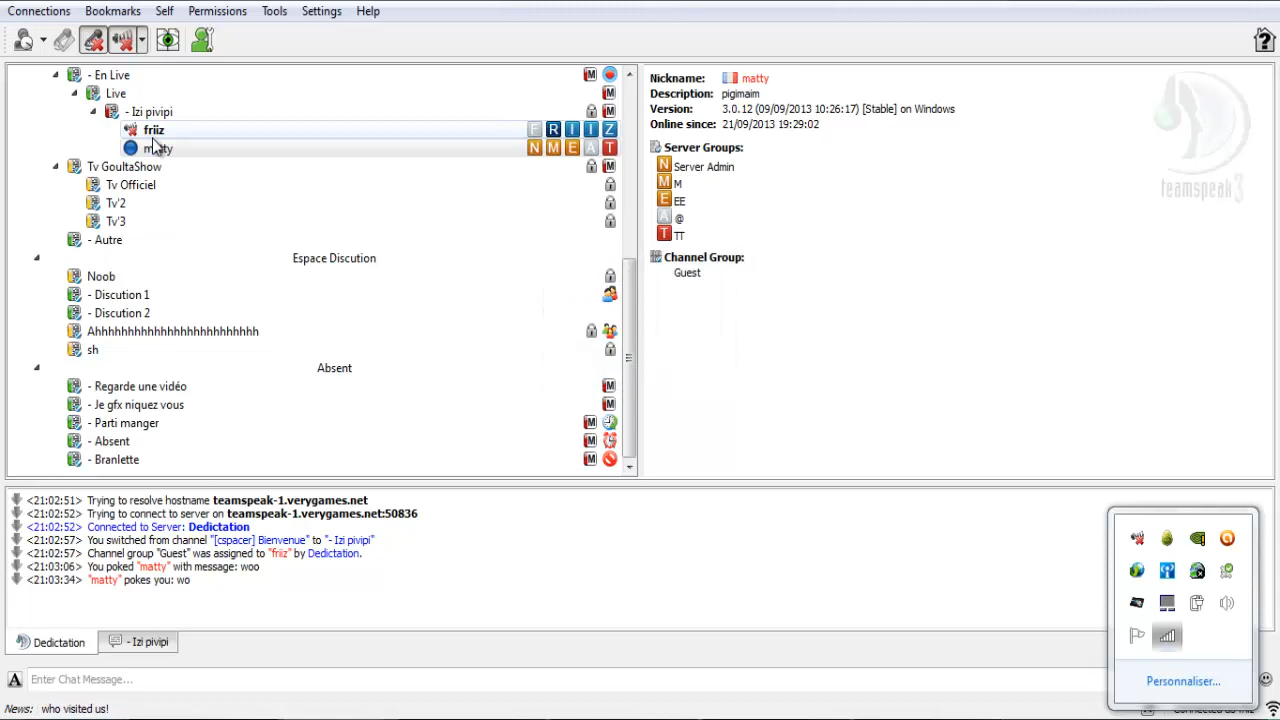 Connections Bookmarks Self Permissions Tools Settings Help
- En Live M
Live M
- Izi pivipi
friiz F R I I Z
matty N M E A T
Tv GoultaShow M
Tv Officiel
Tv'2
Tv'3
- Autre
Espace Discution
Noob
- Discution 1
- Discution 2
Ahhhhhhhhhhhhhhhhhhhhhhhhh
sh
Absent
- Regarde une vidéo M
- Je gfx niquez vous M
- Parti manger M
- Absent M
- Branlette M
Nickname: matty
Description: pigimaim
Version: 3.0.12 (09/09/2013 10:26:17) [Stable] on Windows
Online since: 21/09/2013 19:29:02
Server Groups:
N Server Admin
M M
E EE
A @
T TT
Channel Group:
Guest
teamspeak 3
<21:02:51> Trying to resolve hostname teamspeak-1.verygames.net
<21:02:52> Trying to connect to server on teamspeak-1.verygames.net:50836
<21:02:52> Connected to Server: Dedictation
<21:02:57> You switched from channel "[cspacer] Bienvenue" to "- Izi pivipi"
<21:02:57> Channel group "Guest" was assigned to "friiz" by Dedictation.
<21:03:06> You poked "matty" with message: woo
<21:03:34> "matty" pokes you: wo
Dedictation - Izi pivipi
A Enter Chat Message...
News: who visited us!
Personnaliser...